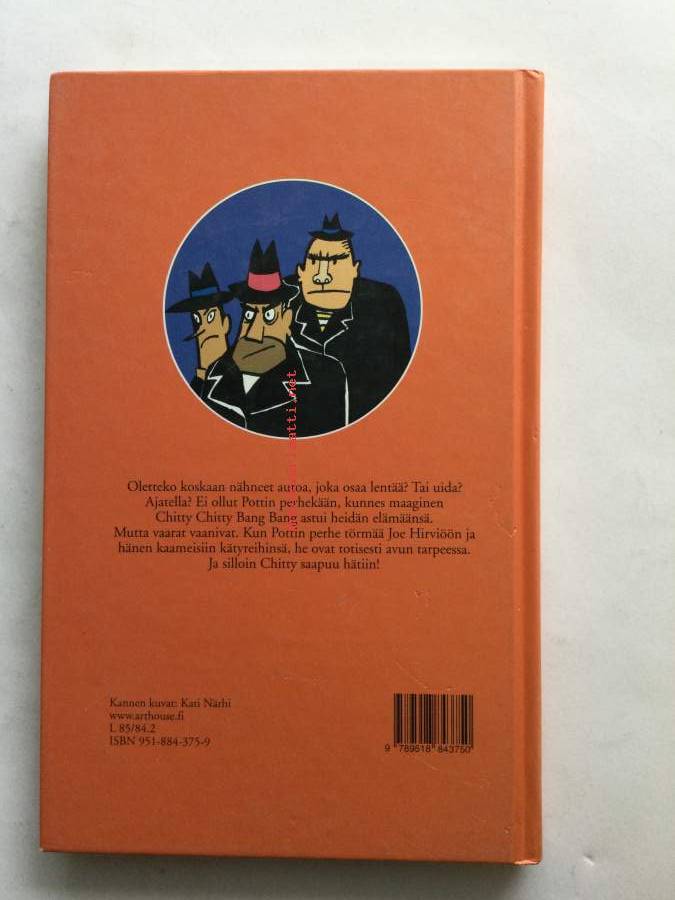 Oletteko koskaan nähneet autoa, joka osaa lentää? Tai uida?
Ajatella? Ei ollut Pottin perhekään, kunnes maaginen
Chitty Chitty Bang Bang astui heidän elämäänsä.
Mutta vaarat vaanivat. Kun Pottin perhe törmää Joe Hirviöön ja
hänen kaameisiin kätyreihinsä, he ovat totisesti avun tarpeessa.
Ja silloin Chitty saapuu hätiin!
Kannen kuvat: Kati Närhi
www.arthouse.fi
L 85/84.2
ISBN 951-884-375-9
9 789518 843750